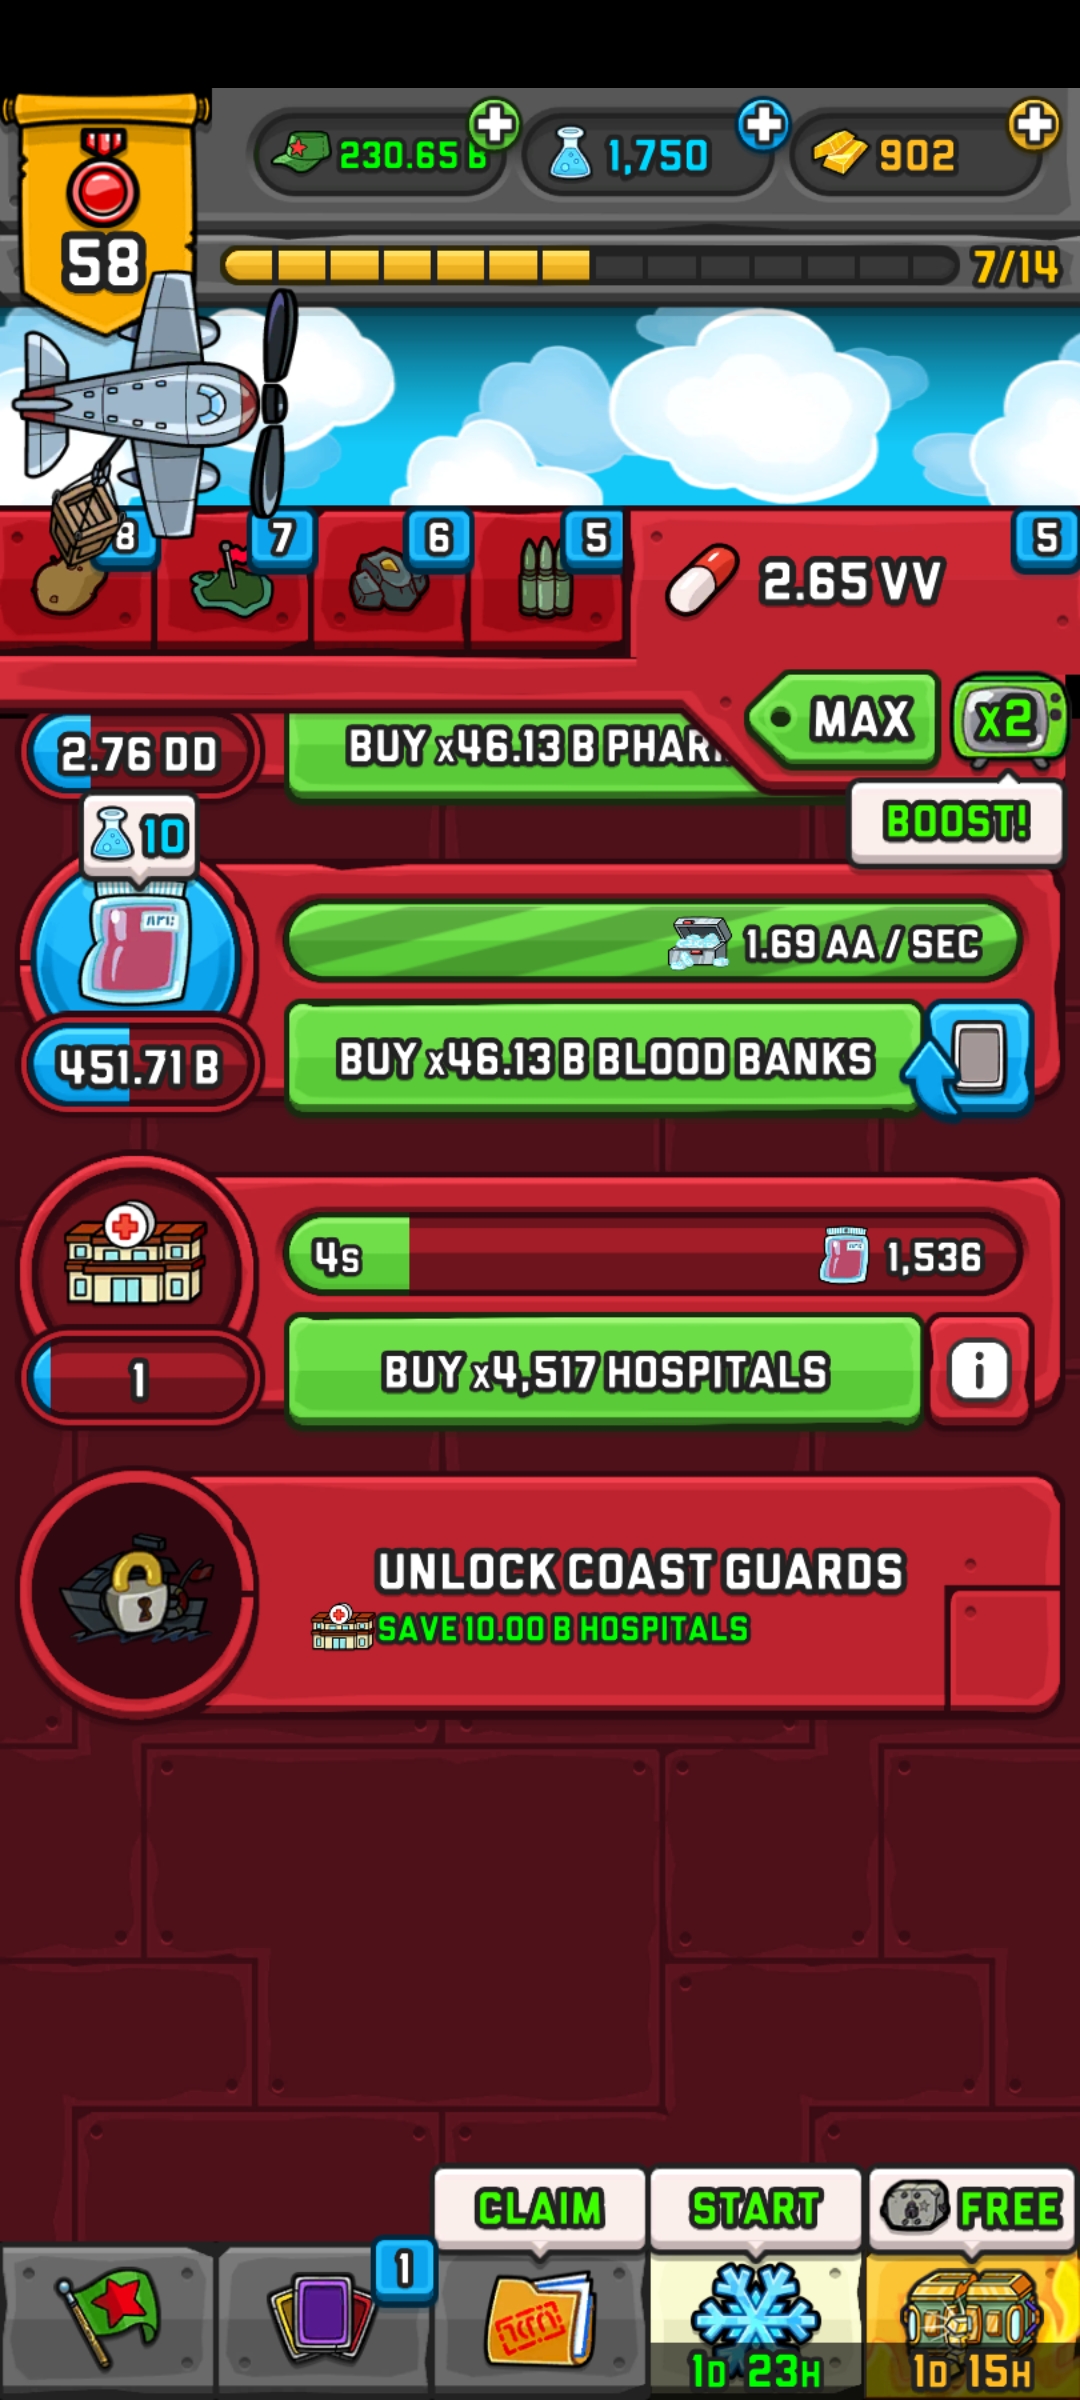 58
230.65 B
1,750
902
7/14
8
7
6
5
2.65 VV
5
MAX
x2
2.76 DD
BUY x46.13 B
BOOST!
10
1.69 AA / SEC
451.71 B
BUY x46.13 B BLOOD BANKS
4s
1,536
1
BUY x4,517 HOSPITALS
i
UNLOCK COAST GUARDS
SAVE 10.00 B HOSPITALS
CLAIM
START
FREE
1
1D 23H
1D 15H